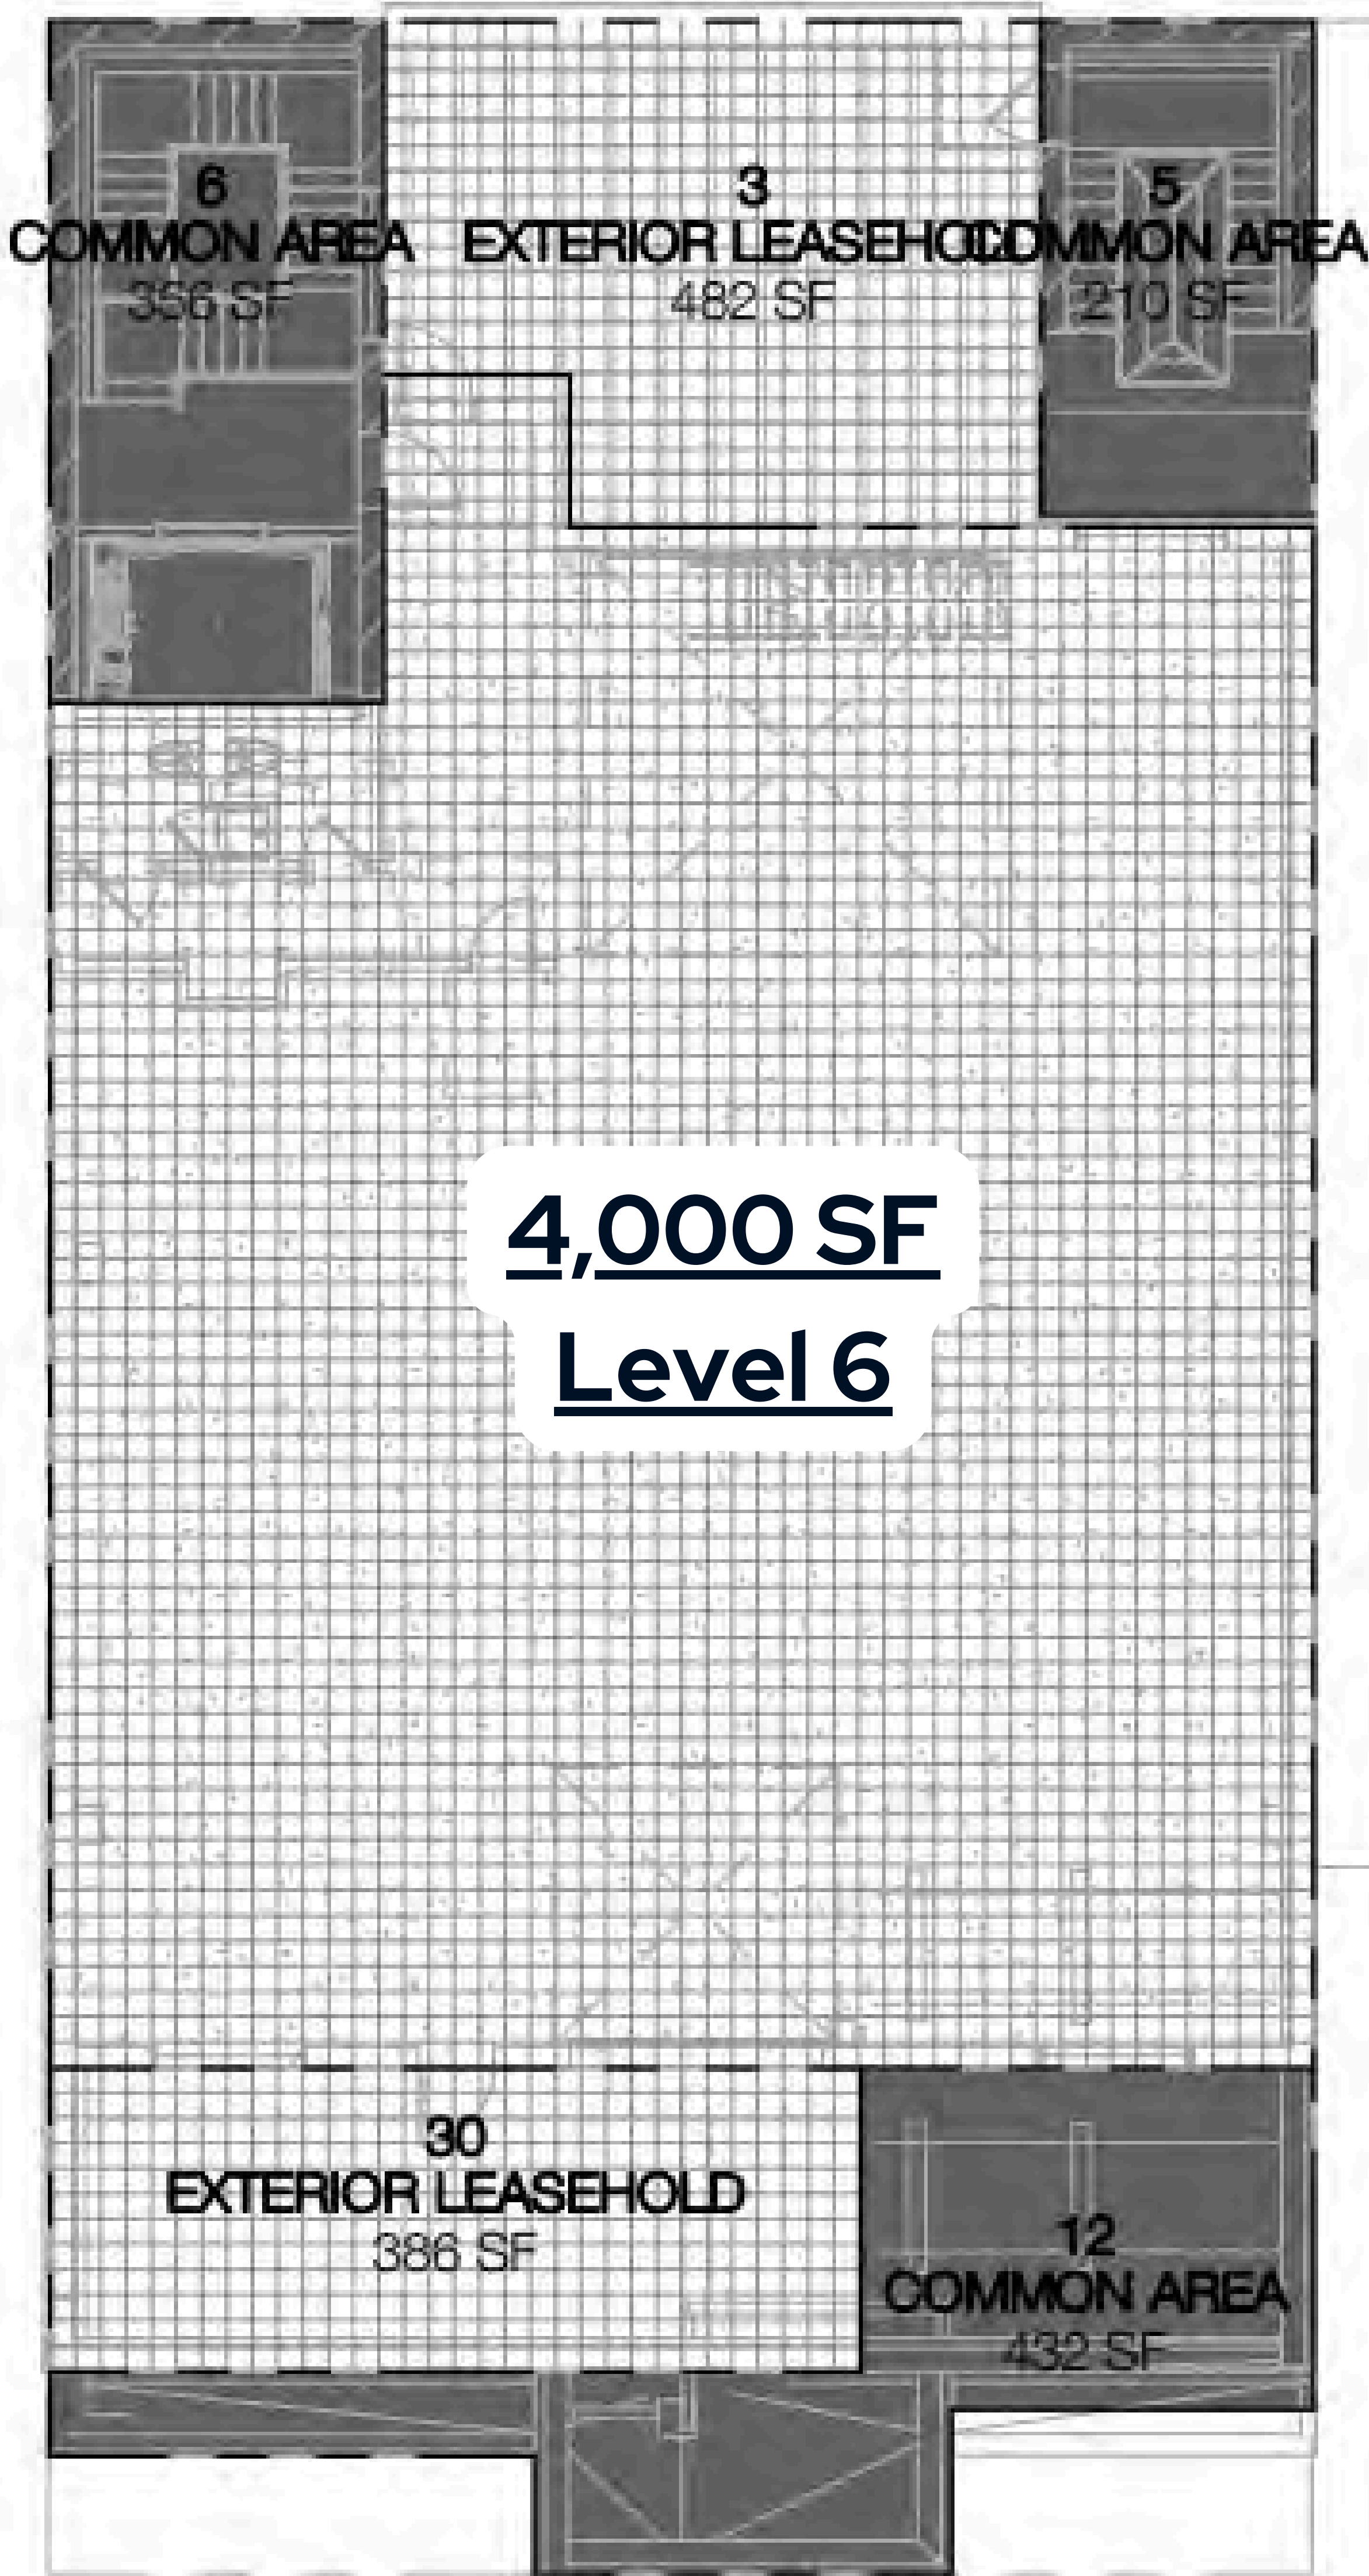 6
COMMON AREA
356 SF
3
EXTERIOR LEASEHOLD
482 SF
5
COMMON AREA
210 SF
4,000 SF
Level 6
30
EXTERIOR LEASEHOLD
386 SF
12
COMMON AREA
432 SF